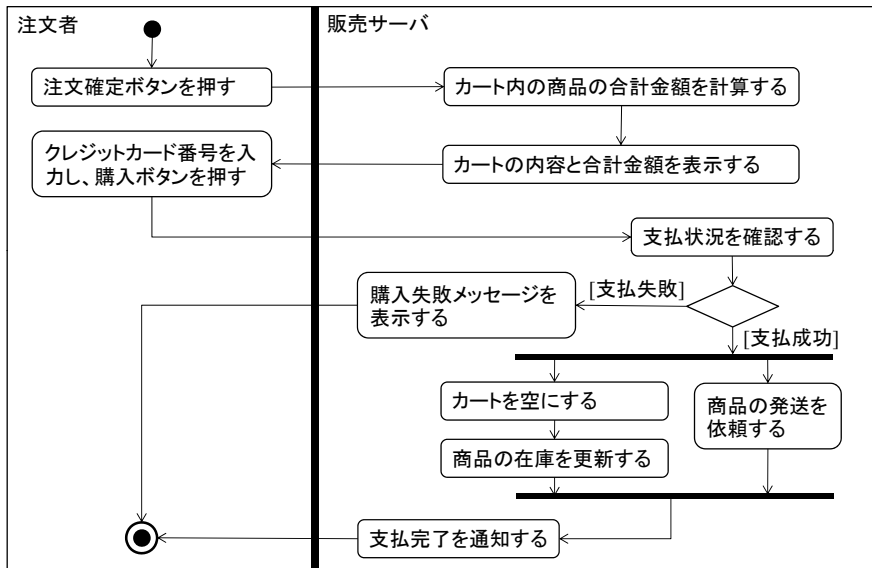 注文者
販売サーバ
注文確定ボタンを押す
カート内の商品の合計金額を計算する
クレジットカード番号を入
力し、購入ボタンを押す
カートの内容と合計金額を表示する
支払状況を確認する
購入失敗メッセージを
表示する
[支払失敗]
[支払成功]
カートを空にする
商品の発送を
依頼する
商品の在庫を更新する
支払完了を通知する